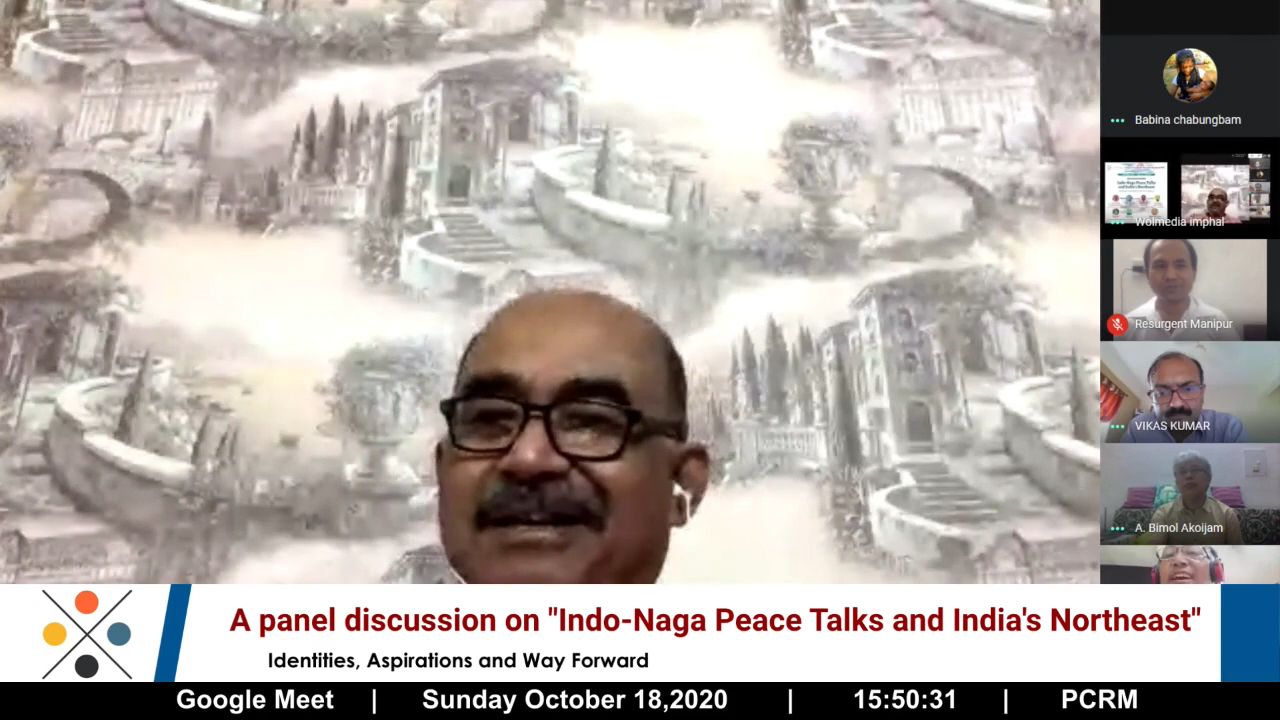 Babina chabungbam
Wolmedia imphal
Resurgent Manipur
VIKAS KUMAR
A. Bimol Akoijam
A panel discussion on "Indo-Naga Peace Talks and India's Northeast"
Identities, Aspirations and Way Forward
Google Meet | Sunday October 18,2020 | 15:50:31 | PCRM